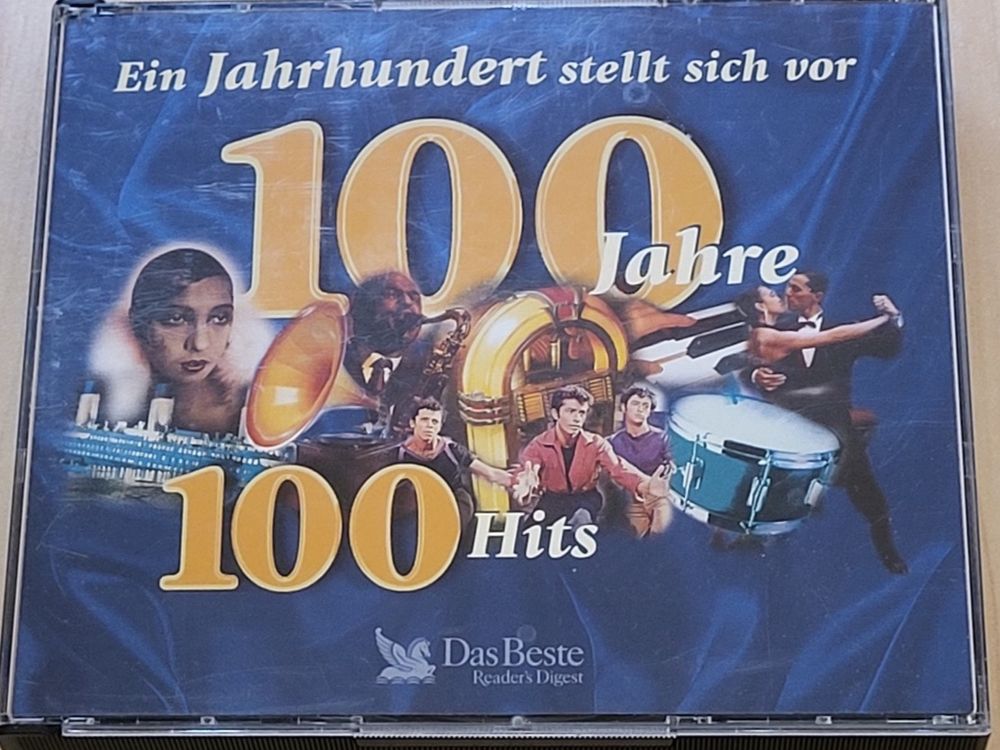 Ein Jahrhundert stellt sich vor
100
Jahre
100 Hits
Das Beste
Reader's Digest